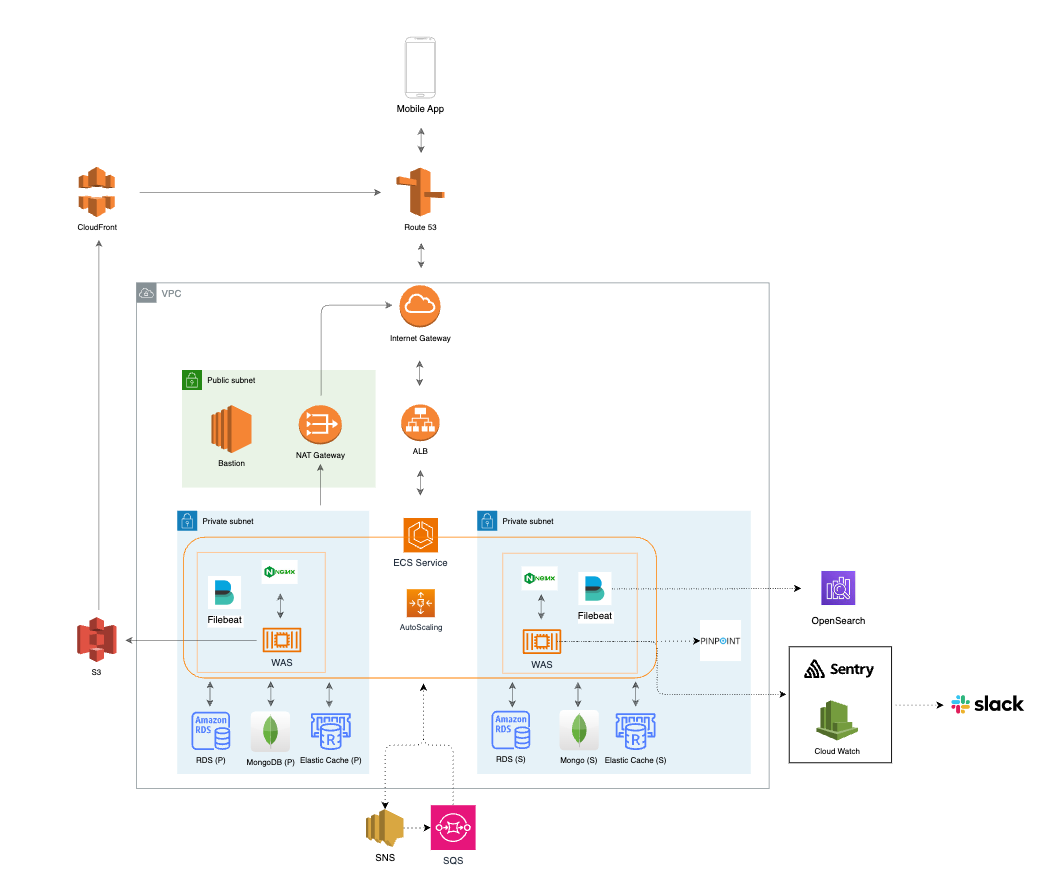 Mobile App
CloudFront
Route 53
VPC
Internet Gateway
Public subnet
Bastion
NAT Gateway
ALB
Private subnet
ECS Service
Private subnet
NGINX
Filebeat
WAS
AutoScaling
NGINX
Filebeat
WAS
OpenSearch
PINPOINT
S3
Sentry
Cloud Watch
slack
Amazon
RDS
RDS (P)
MongoDB (P)
R
Elastic Cache (P)
Amazon
RDS
RDS (S)
Mongo (S)
R
Elastic Cache (S)
SNS
SQS